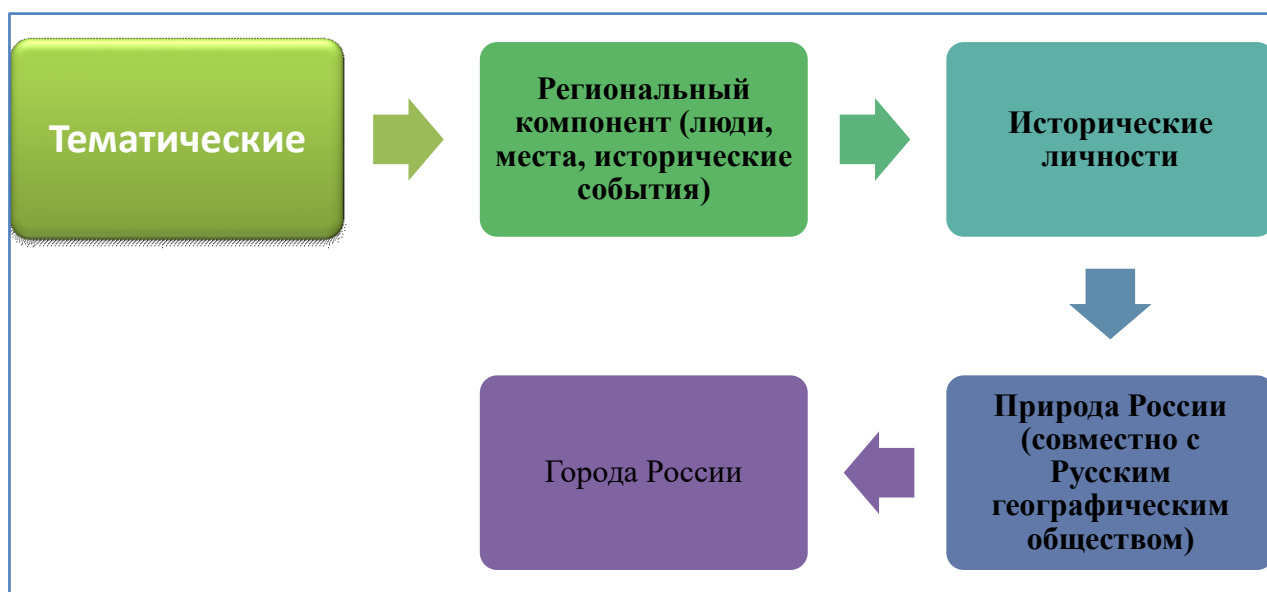 Тематические
Региональный
компонент (люди,
места, исторические
события)
Исторические
личности
Природа России
(совместно с
Русским
географическим
обществом)
Города России